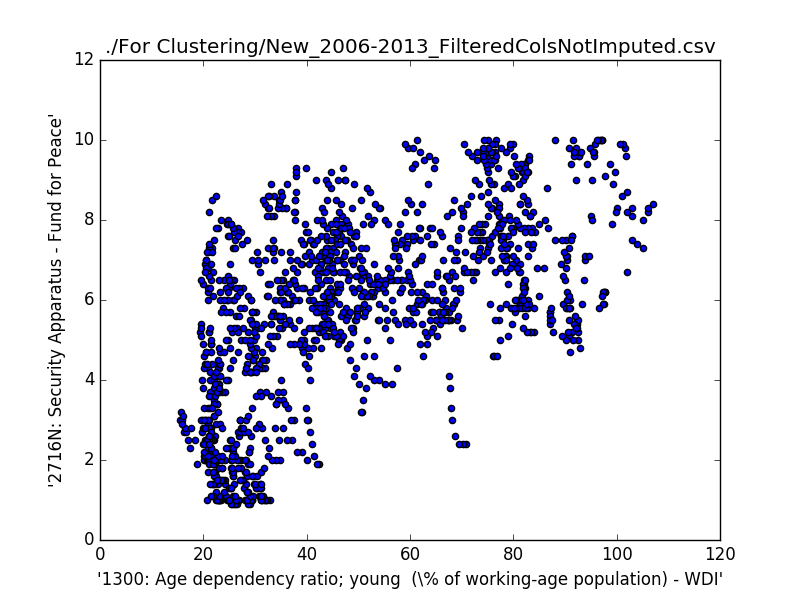 ./For Clustering/New_2006-2013_FilteredColsNotImputed.csv
12
10
8
6
4
2
0
'2716N: Security Apparatus - Fund for Peace'
0 20 40 60 80 100 120
'1300: Age dependency ratio; young  (\% of working-age population) - WDI'